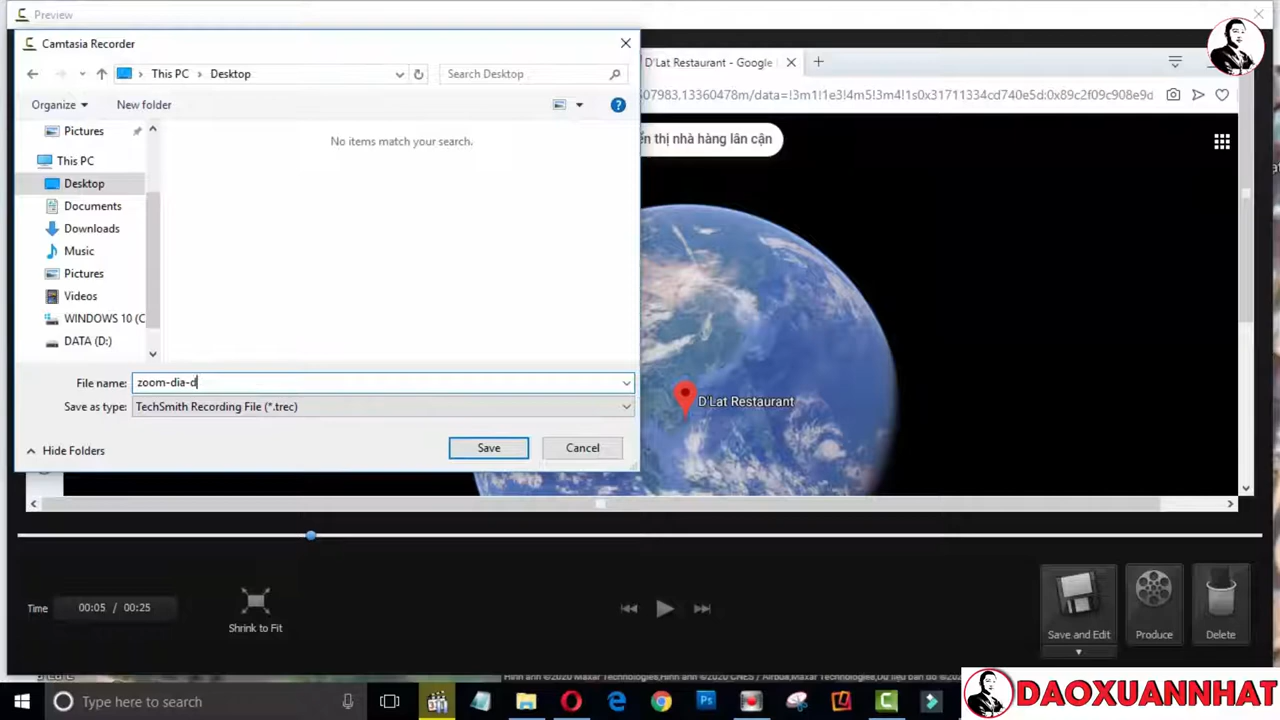 Preview
Camtasia Recorder
This PC
Desktop
Search Desktop
D'Lat Restaurant - Google
507983,13360478m/data=!3m1!1e3!4m5!3m4!1s0x31711334cd740e5d:0x89c2f09c908e9d
Organize
New folder
Pictures
No items match your search.
ển thị nhà hàng lân cận
This PC
Desktop
Documents
Downloads
Music
Pictures
Videos
WINDOWS 10 (C
DATA (D:)
File name:
zoom-dia-d
Save as type:
TechSmith Recording File (*.trec)
D'Lat Restaurant
Hide Folders
Save
Cancel
Time
00:05 / 00:25
Shrink to Fit
Save and Edit
Produce
Delete
Type here to search
DAOXUANNHAT